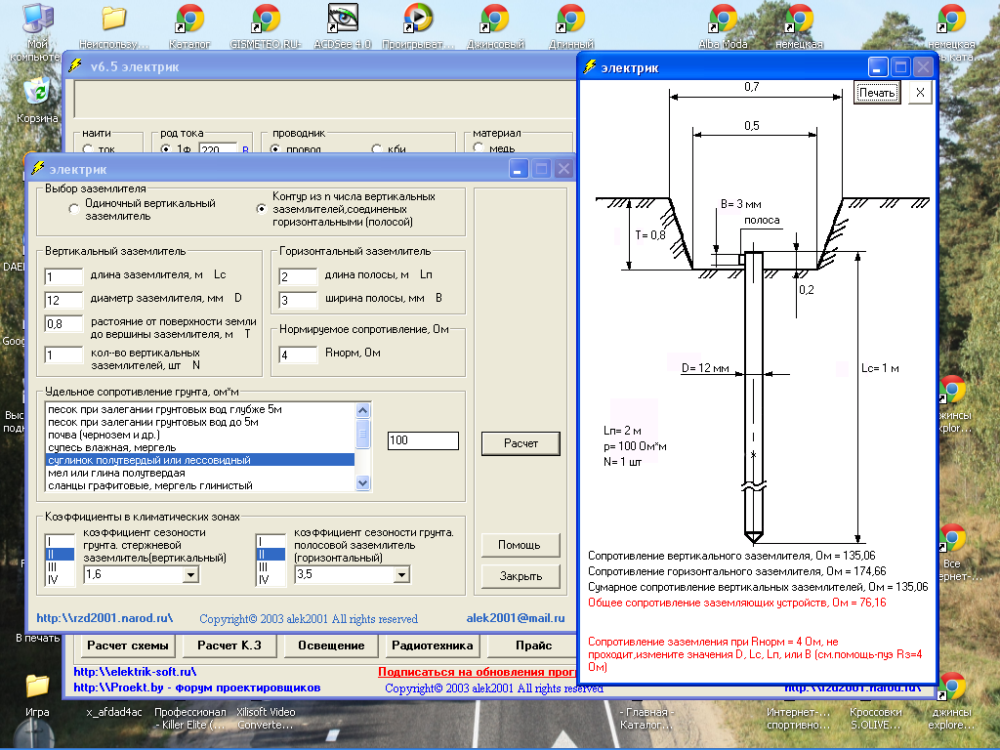 Мой
компьюте...
Неиспользу...
Каталог
GISMETEO.RU-
ACDSee 4.0
Проигрыват...
Джинсовый
Длинный
Alba Moda
немецкая
немецкая
Корзина
v6.5 электрик
найти
ток
род тока
1ф
220
В
проводник
провод
кбл
материал
медь
электрик
Выбор заземлителя
Одиночный вертикальный
заземлитель
Контур из n числа вертикальных
заземлителей,соединеных
горизонтальными (полосой)
Вертикальный заземлитель
1 длина заземлителя, м Lc
12 диаметр заземлителя, мм D
0,8 растояние от поверхности земли
до вершины заземлителя, м T
1 кол--во вертикальных
заземлителей, шт N
Горизонтальный заземлитель
2 длина полосы, м Lп
3 ширина полосы, мм B
Нормируемое сопротивление, Ом
4 Rнорм, Ом
Удельное сопротивление грунта, ом*м
песок при залегании грунтовых вод глубже 5м
песок при залегании грунтовых вод до 5м
почва (чернозем и др.)
супесь влажная, мергель
суглинок полутвердый или лессовидный
мел или глина полутвердая
сланцы графитовые, мергель глинистый
100
Расчет
Коэффициенты в климатических зонах
I
II
III
IV
коэффициент сезоности
грунта. стержневой
заземлитель(вертикальный)
1,6
I
II
III
IV
коэффициент сезоности грунта.
полосовой заземлитель
(горизонтальный)
3,5
Помощь
Закрыть
http:\\rzd2001.narod.ru\
Copyright© 2003 alek2001 All rights reserved
alek2001@mail.ru
Расчет схемы
Расчет К.З
Освещение
Радиотехника
Прайс
http:\\elektrik-soft.ru\
Подписаться на обновления прог
http:\\Proekt.by - Форум проектировщиков
Copyright© 2003 alek2001 All rights reserved
http:\\rzd2001.narod.ru\
электрик
Печать
X
0,7
0,5
B= 3 мм
полоса
T= 0,8
0,2
D= 12 мм
Lc= 1 м
Lп= 2 м
p= 100 Ом*м
N= 1 шт
Сопротивление вертикального заземлителя, Ом = 135,06
Сопротивление горизонтального заземлителя, Ом = 174,66
Сумарное сопротивление вертикальных заземлителей, Ом = 135,06
Общее сопротивление заземляющих устройств, Ом = 76,16
Сопротивление заземления при Rнорм = 4 Ом, не
проходит,измените значения D, Lc, Lп, или B (см.помощь-пуэ Rз=4
Ом)
В печать
Игра
x_afdad4ac
Профессионал
- Killer Elite (...
Xilisoft Video
Converte...
- Главная -
Каталог...
Интернет-...
спортивно...
Кроссовки
S.OLIVE...
джинсы
explore...
Все